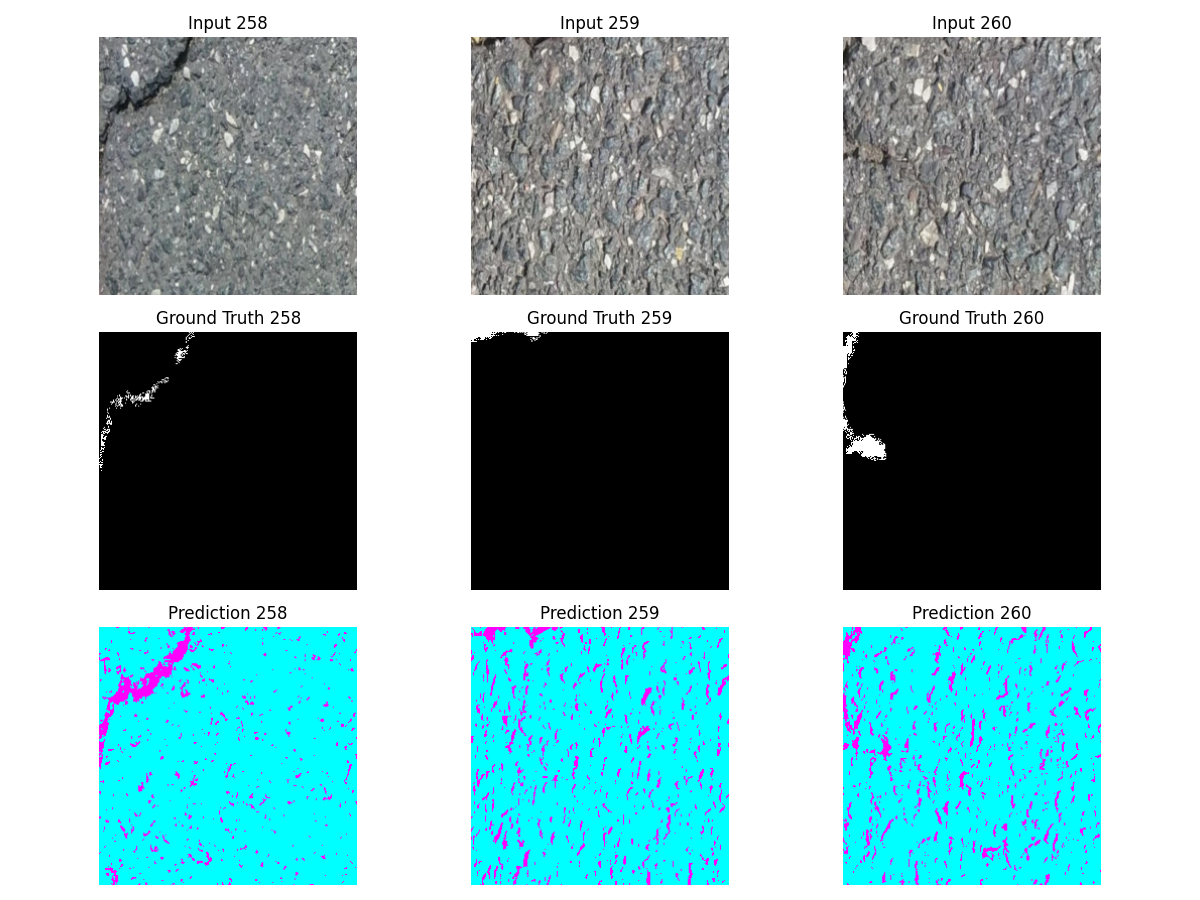 Input 258
Input 259
Input 260
Ground Truth 258
Ground Truth 259
Ground Truth 260
Prediction 258
Prediction 259
Prediction 260